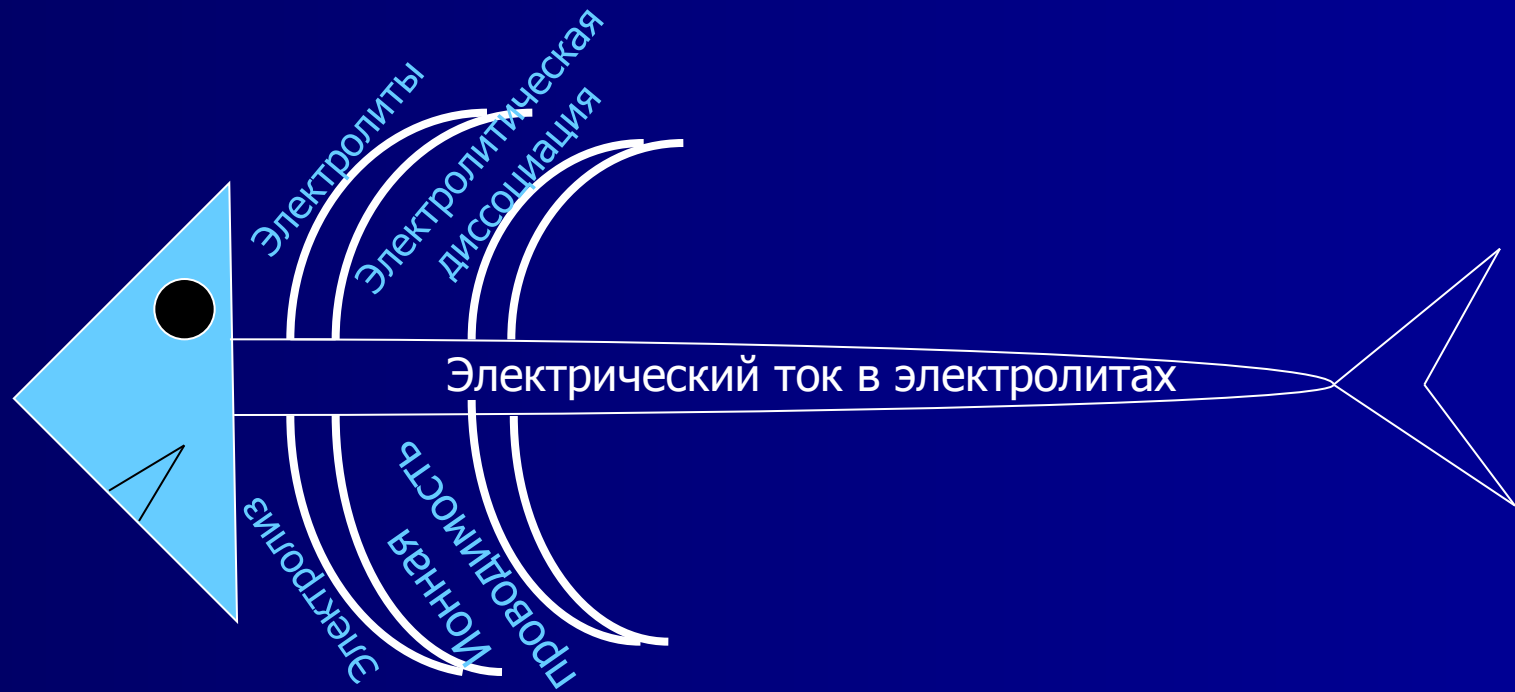 Электролиты
Электролитическая
диссоциация
Электрический ток в электролитах
Электролиз
Ионная
проводимость